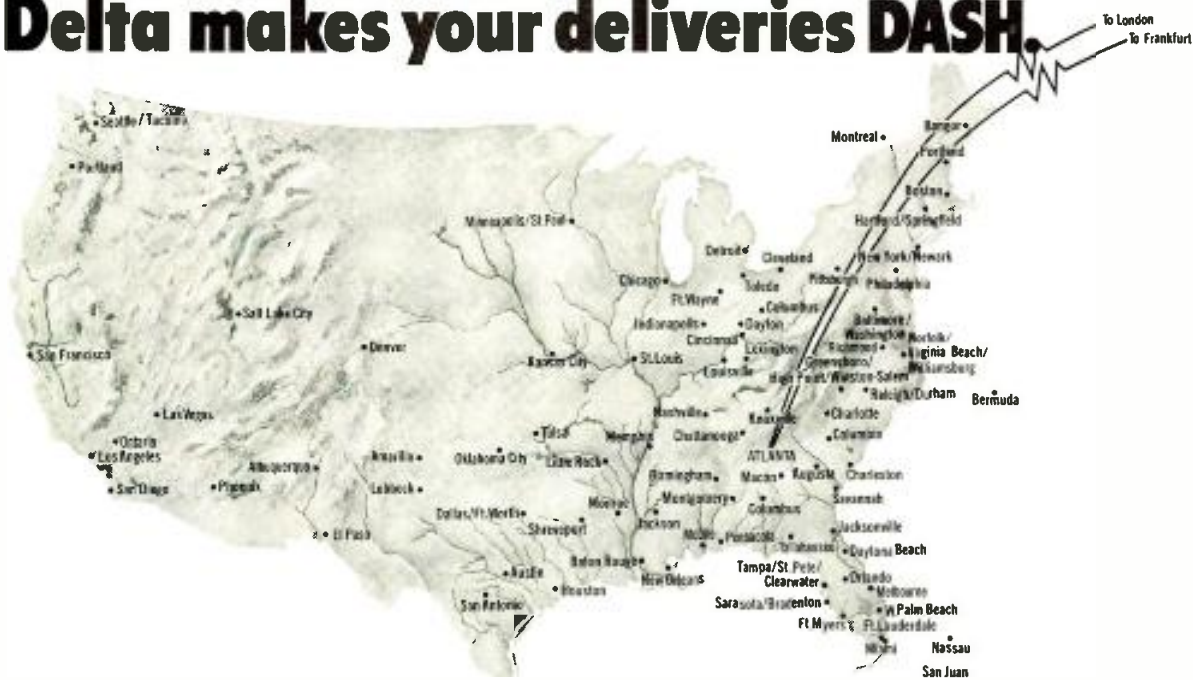 Delta makes your deliveries DASH.
To London
To Frankfurt
Seattle/Tacoma
Bangor
Montreal
Portland
Portland
Boston
Minneapolis/St Paul
Hartford/Springfield
Detroit
Cleveland
New York/Newark
Chicago
Toledo
Pittsburgh
Philadelphia
Ft. Wayne
Columbus
Salt Lake City
Indianapolis
Dayton
Baltimore/
Washington
Cincinnati
Norfolk/
Virginia Beach/
Williamsburg
Denver
Lexington
Richmond
San Francisco
Kansas City
St. Louis
Louisville
Greensboro/
High Point/Winston-Salem
Raleigh/Durham
Bermuda
Las Vegas
Nashville
Knoxville
Charlotte
Tulsa
Memphis
Chattanooga
Columbia
Ontario
Los Angeles
Amarillo
Oklahoma City
Little Rock
ATLANTA
Albuquerque
Birmingham
Macon
Augusta
Charleston
San Diego
Phoenix
Lubbock
Monroe
Montgomery
Columbus
Savannah
Dallas/Ft. Worth
Shreveport
Jackson
El Paso
Mobile
Pensacola
Tallahassee
Jacksonville
Daytona Beach
Baton Rouge
New Orleans
Tampa/St. Pete/
Clearwater
Orlando
Austin
Houston
Melbourne
San Antonio
Sarasota/Bradenton
W Palm Beach
Ft Myers
Ft. Lauderdale
Miami
Nassau
San Juan